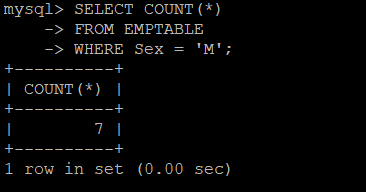 mysql> SELECT COUNT(*)
    -> FROM EMPTABLE
    -> WHERE Sex = 'M';
+----------+
| COUNT(*) |
+----------+
|        7 |
+----------+
1 row in set (0.00 sec)